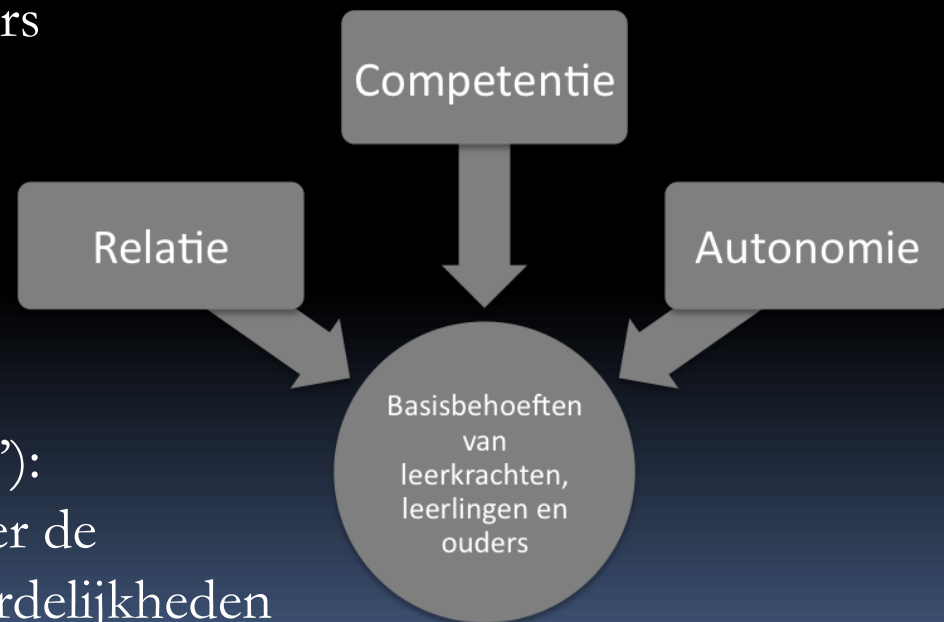 rs
Competentie
Relatie
Autonomie
Basisbehoeften
van
leerkrachten,
leerlingen en
ouders
’):
er de
rdelijkheden